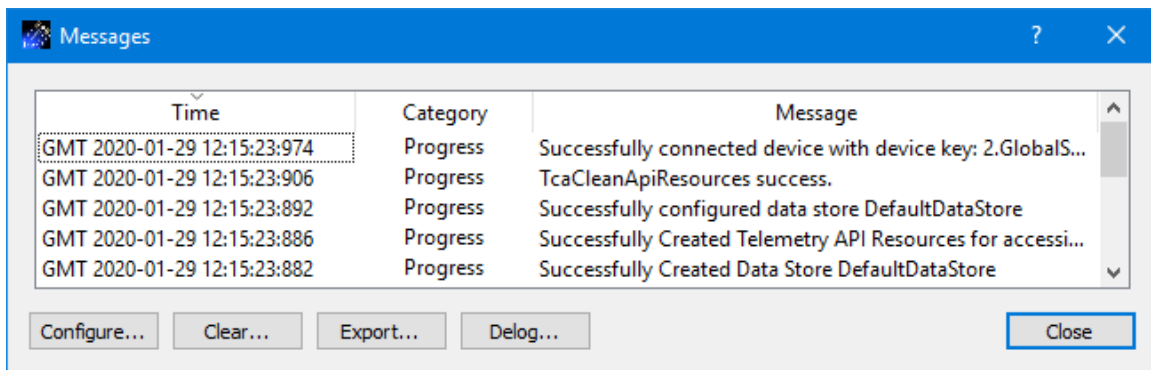 Messages
?
Time Category Message
GMT 2020-01-29 12:15:23:974 Progress Successfully connected device with device key: 2.GlobalS...
GMT 2020-01-29 12:15:23:906 Progress TcaCleanApiResources success.
GMT 2020-01-29 12:15:23:892 Progress Successfully configured data store DefaultDataStore
GMT 2020-01-29 12:15:23:886 Progress Successfully Created Telemetry API Resources for accessi...
GMT 2020-01-29 12:15:23:882 Progress Successfully Created Data Store DefaultDataStore
Configure... Clear... Export... Delog... Close